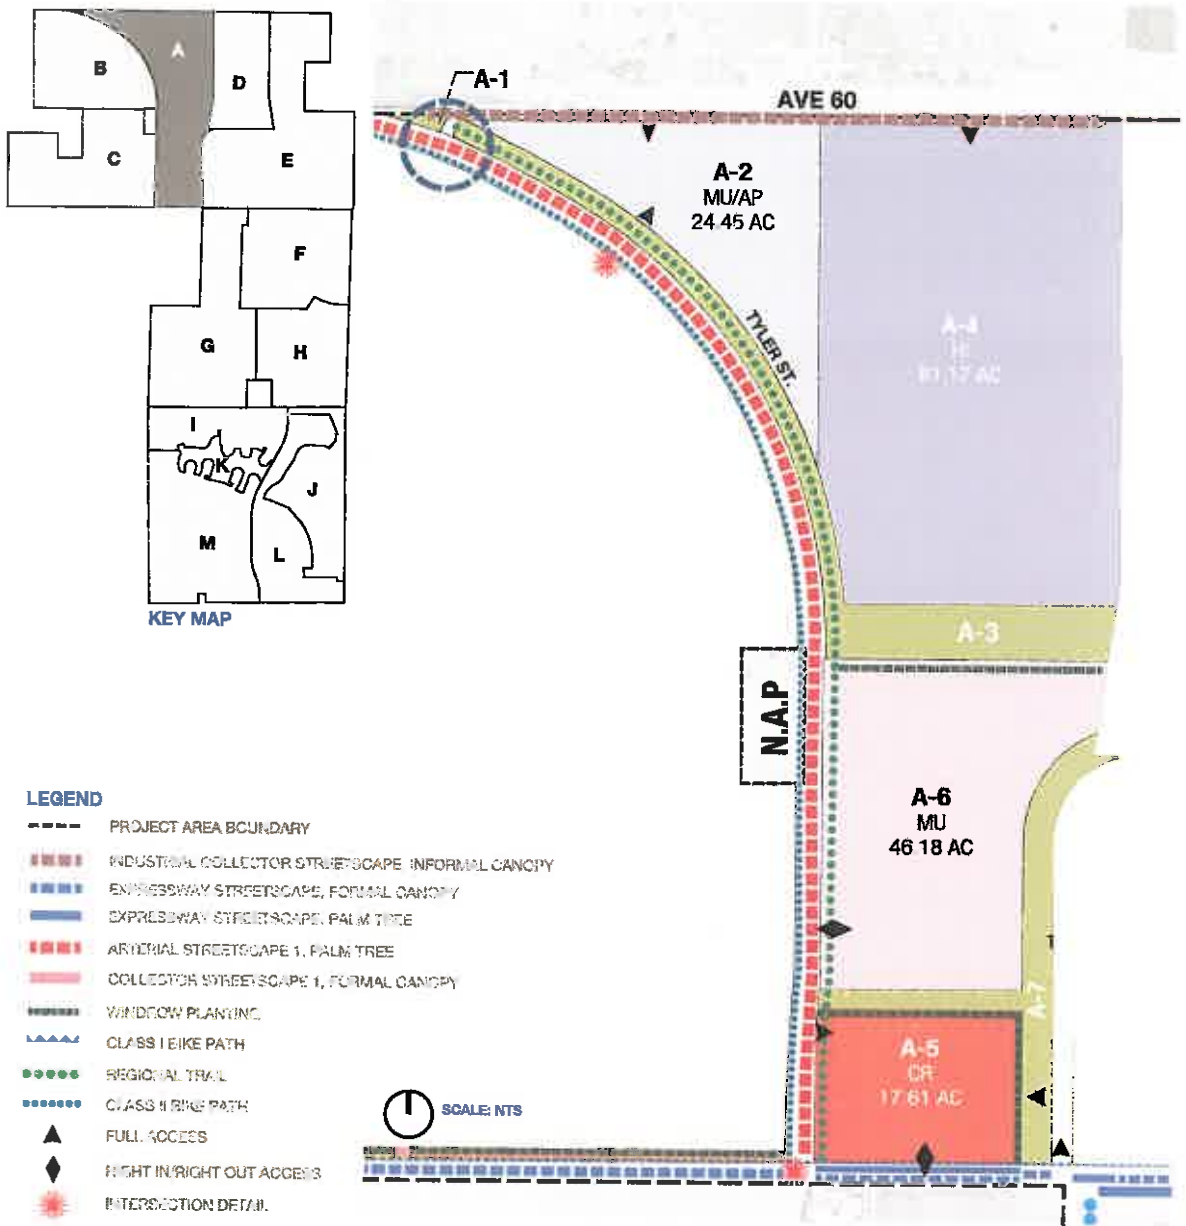 B
A
D
C
E
F
G
H
I
K
J
M
L
KEY MAP
A-1
AVE 60
A-2
MU/AP
24.45 AC
TYLER ST.
A-4
A-3
N.A.P
A-6
MU
46.18 AC
A-7
A-5
CR
17.61 AC
LEGEND
PROJECT AREA BOUNDARY
INDUSTRIAL COLLECTOR STREETSCAPE, INFORMAL CANOPY
EXPRESSWAY STREETSCAPE, FORMAL CANOPY
EXPRESSWAY STREETSCAPE, PALM TREE
ARTERIAL STREETSCAPE 1, PALM TREE
COLLECTOR STREETSCAPE 1, FORMAL CANOPY
WINDROW PLANTING
CLASS I BIKE PATH
REGIONAL TRAIL
CLASS II BIKE PATH
FULL ACCESS
RIGHT IN/RIGHT OUT ACCESS
INTERSECTION DETAIL
SCALE: NTS